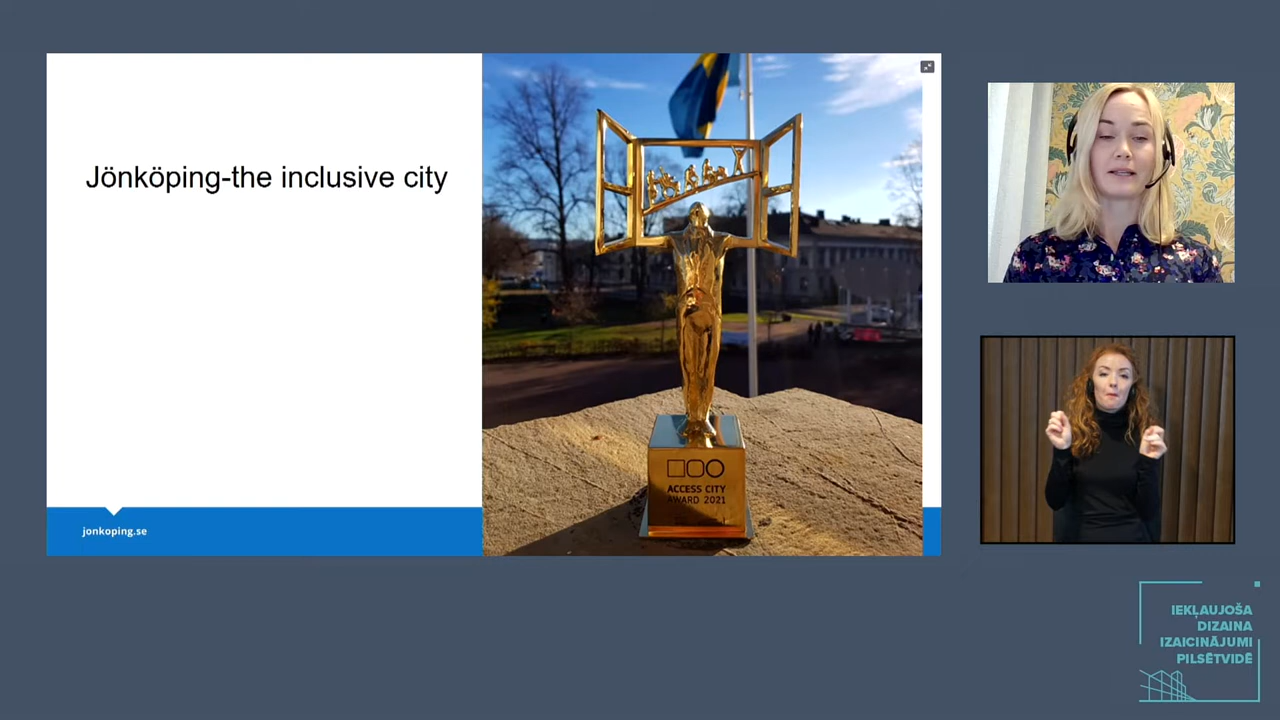 Jönköping-the inclusive city
jonkoping.se
ACCESS CITY
AWARD 2021
IEKĻAUJOŠA
DIZAINA
IZAICINĀJUMI
PILSĒTVIDĒ